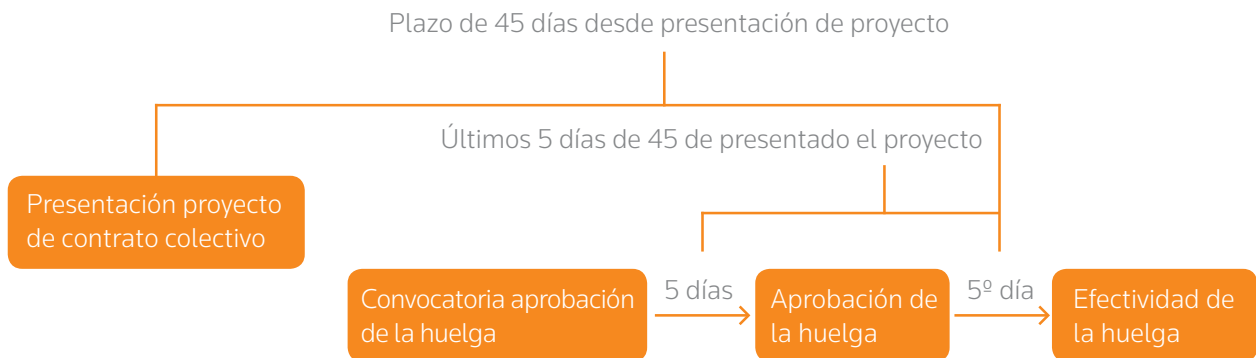 Plazo de 45 días desde presentación de proyecto
Últimos 5 días de 45 de presentado el proyecto
Presentación proyecto
de contrato colectivo
Convocatoria aprobación
de la huelga
5 días
Aprobación de
la huelga
5º día
Efectividad de
la huelga